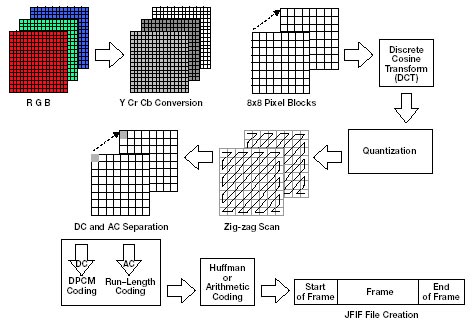 R G B
Y Cr Cb Conversion
8x8 Pixel Blocks
Discrete
Cosine
Transform
(DCT)
Quantization
Zig-zag Scan
DC and AC Separation
DC
DPCM
Coding
AC
Run-Length
Coding
Huffman
or
Arithmetic
Coding
Start
of Frame
Frame
End
of Frame
JFIF File Creation